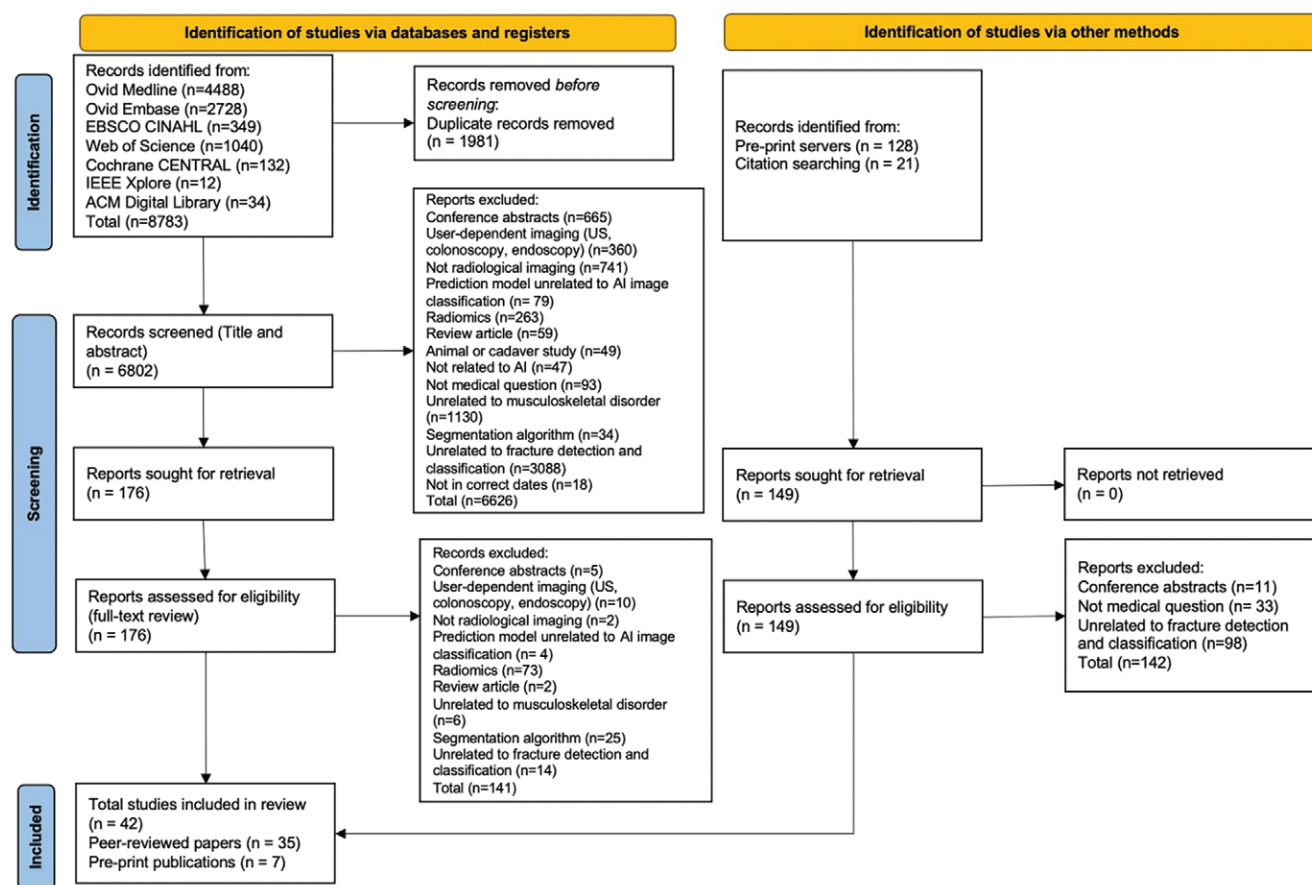 Identification of studies via databases and registers
Identification of studies via other methods
Identification
Records identified from:
Ovid Medline (n=4488)
Ovid Embase (n=2728)
EBSCO CINAHL (n=349)
Web of Science (n=1040)
Cochrane CENTRAL (n=132)
IEEE Xplore (n=12)
ACM Digital Library (n=34)
Total (n=8783)
Records removed before
screening:
Duplicate records removed
(n = 1981)
Records identified from:
Pre-print servers (n = 128)
Citation searching (n = 21)
Screening
Records screened (Title and
abstract)
n = 6802)
Reports excluded:
Conference abstracts (n=665)
User-dependent imaging (US,
colonoscopy, endoscopy) (n=360)
Not radiological imaging (n=741)
Prediction model unrelated to AI image
classification (n= 79)
Radiomics (n=263)
Review article (n=59)
Animal or cadaver study (n=49)
Not related to AI (n=47)
Not medical question (n=93)
Unrelated to musculoskeletal disorder
(n=1130)
Segmentation algorithm (n=34)
Unrelated to fracture detection and
classification (n=3088)
Not in correct dates (n=18)
Total (n=6626)
Reports sought for retrieval
(n = 176)
Reports sought for retrieval
(n = 149)
Reports not retrieved
(n = 0)
Reports assessed for eligibility
(full-text review)
(n = 176)
Records excluded:
Conference abstracts (n=5)
User-dependent imaging (US,
colonoscopy, endoscopy) (n=10)
Not radiological imaging (n=2)
Prediction model unrelated to AI image
classification (n= 4)
Radiomics (n=73)
Review article (n=2)
Unrelated to musculoskeletal disorder
(n=6)
Segmentation algorithm (n=25)
Unrelated to fracture detection and
classification (n=14)
Total (n=141)
Reports assessed for eligibility
(n = 149)
Reports excluded:
Conference abstracts (n=11)
Not medical question (n= 33)
Unrelated to fracture detection
and classification (n=98)
Total (n=142)
Included
Total studies included in review
(n = 42)
Peer-reviewed papers (n = 35)
Pre-print publications (n = 7)